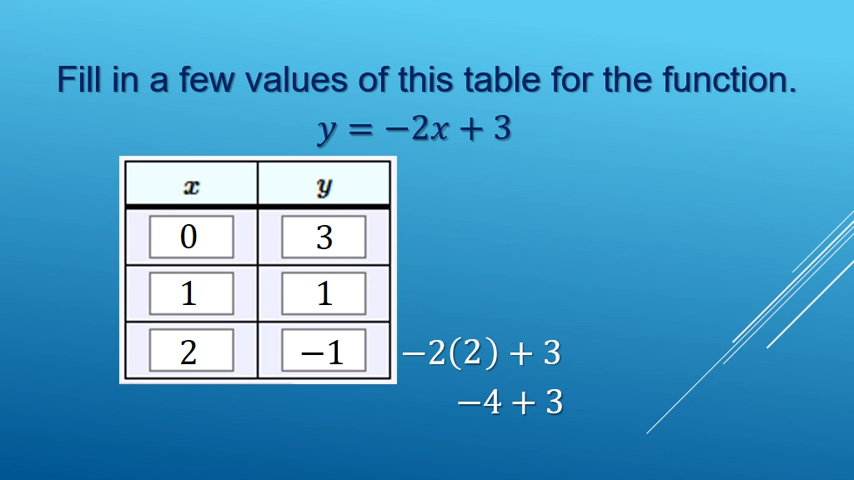 Fill in a few values of this table for the function.
y = −2x + 3
x y
0 3
1 1
2 −1 −2(2) + 3
−4 + 3